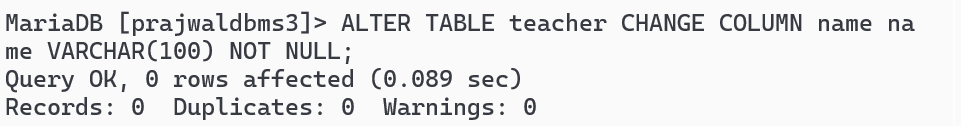 MariaDB [prajwaldbms3]> ALTER TABLE teacher CHANGE COLUMN name na
me VARCHAR(100) NOT NULL;
Query OK, 0 rows affected (0.089 sec)
Records: 0  Duplicates: 0  Warnings: 0